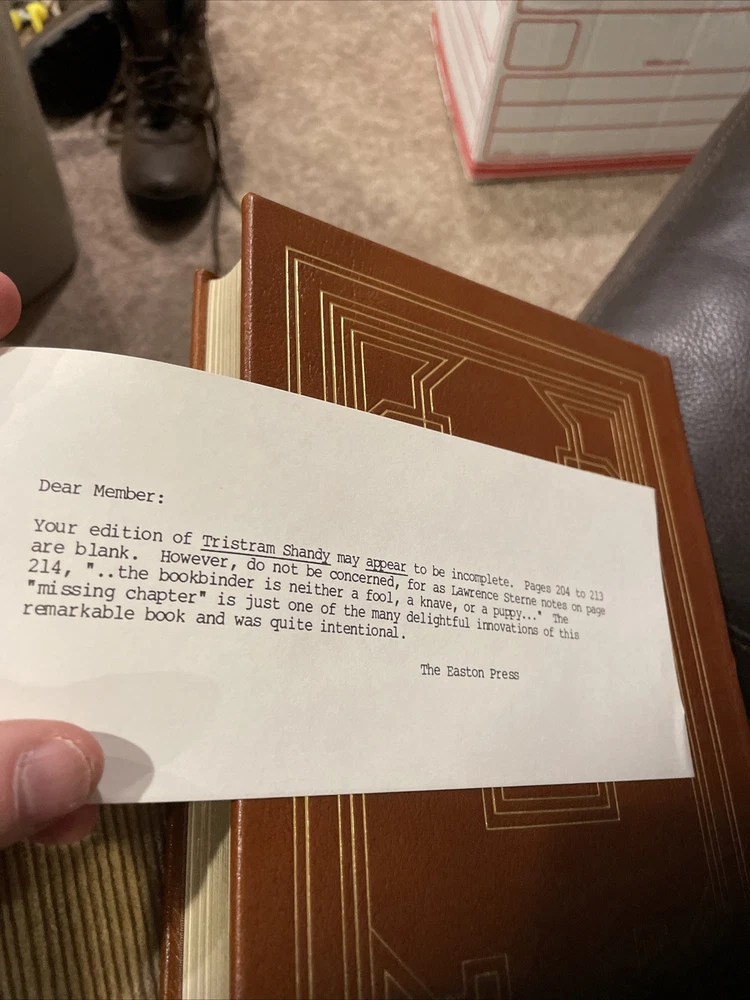 Dear Member:
Your edition of Tristram Shandy may appear to be incomplete. Pages 204 to 213
are blank. However, do not be concerned, for as Lawrence Sterne notes on page
214, "..the bookbinder is neither a fool, a knave, or a puppy..." The
"missing chapter" is just one of the many delightful innovations of this
remarkable book and was quite intentional.
The Easton Press